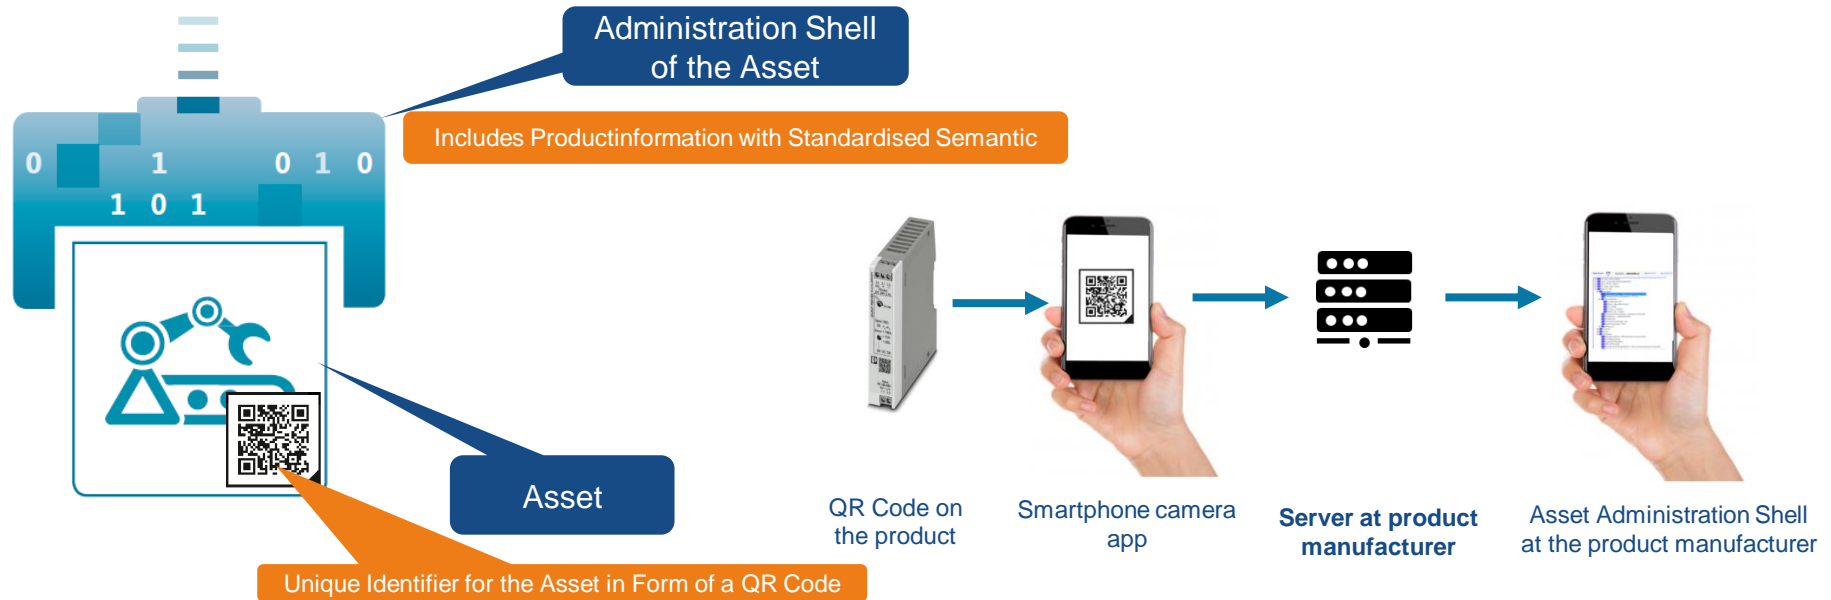 Administration Shell
of the Asset
Includes Productinformation with Standardised Semantic
0 1 0 1 0
1 0 1
Asset
Unique Identifier for the Asset in Form of a QR Code
QR Code on
the product
Smartphone camera
app
Server at product
manufacturer
Asset Administration Shell
at the product manufacturer